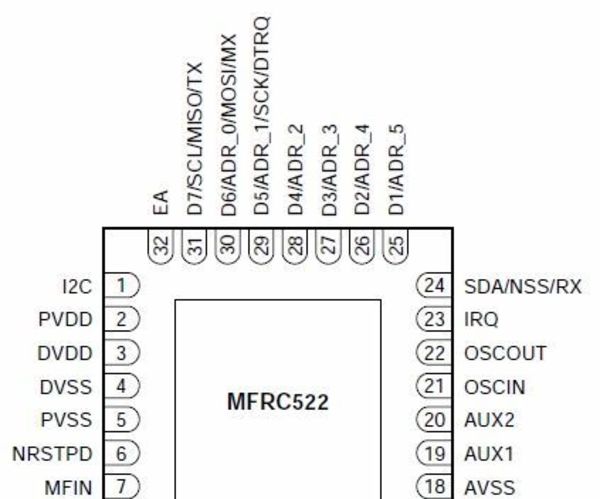 EA
D7/SCL/MISO/TX
D6/ADR_0/MOSI/MX
D5/ADR_1/SCK/DTRQ
D4/ADR_2
D3/ADR_3
D2/ADR_4
D1/ADR_5
32 31 30 29 28 27 26 25
I2C 1
PVDD 2
DVDD 3
DVSS 4
PVSS 5
NRSTPD 6
MFIN 7
MFRC522
24 SDA/NSS/RX
23 IRQ
22 OSCOUT
21 OSCIN
20 AUX2
19 AUX1
18 AVSS